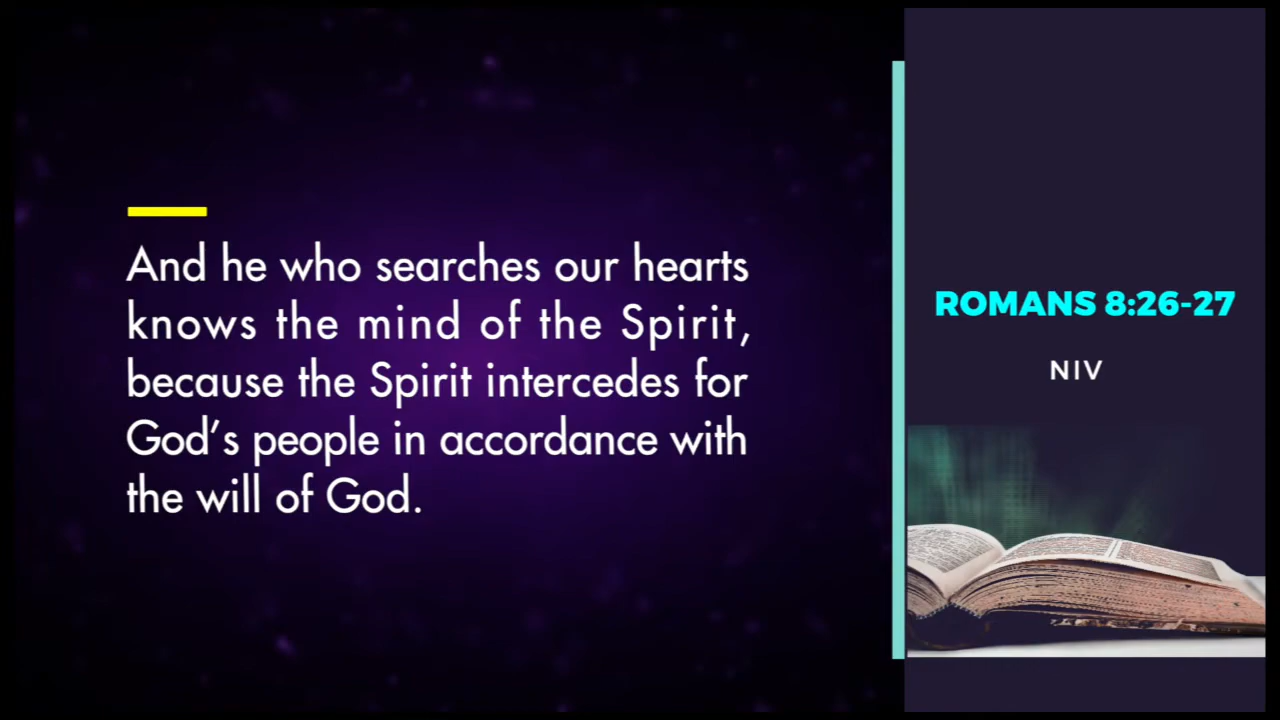 And he who searches our hearts
knows the mind of the Spirit,
because the Spirit intercedes for
God’s people in accordance with
the will of God.
ROMANS 8:26-27
NIV